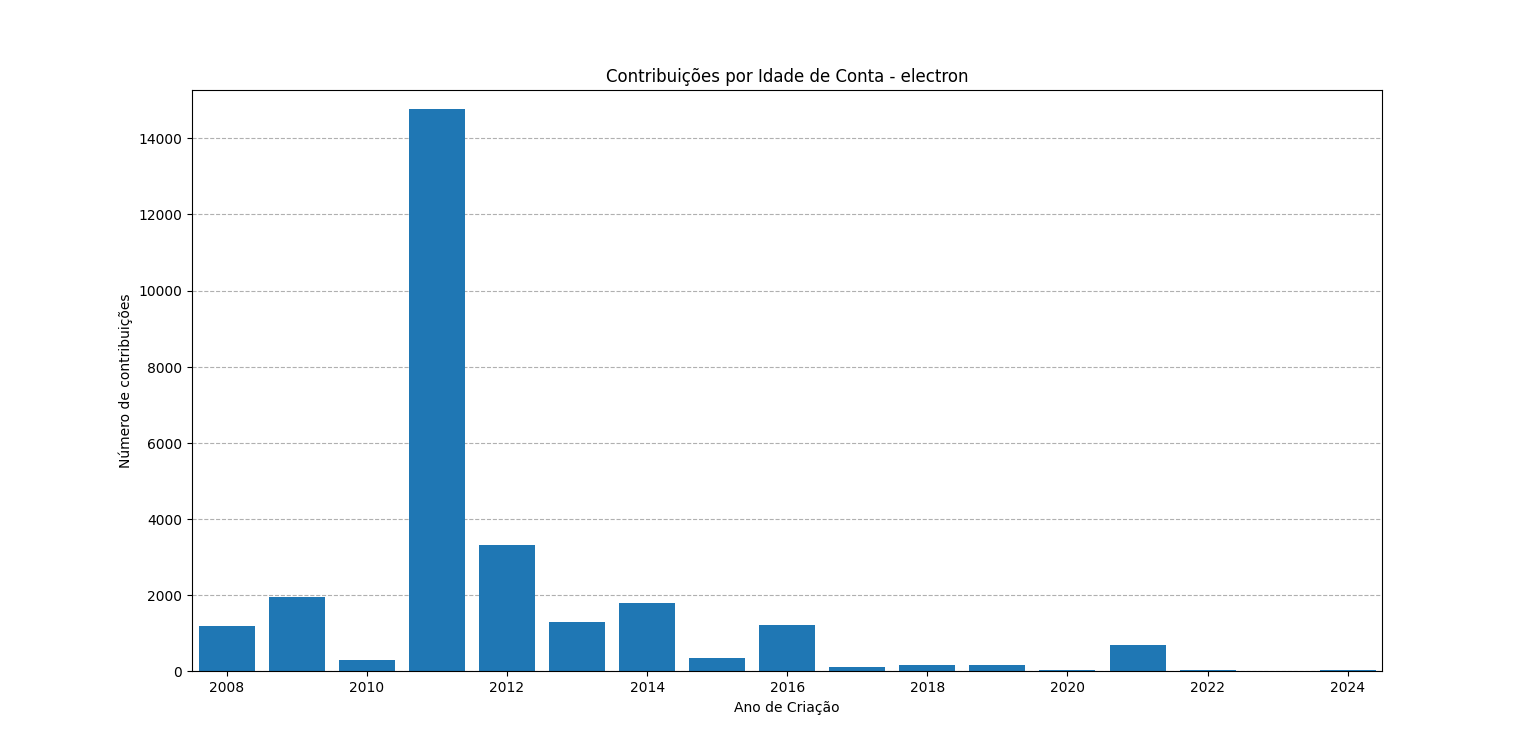 Contribuições por Idade de Conta - electron
Número de contribuições
14000
12000
10000
8000
6000
4000
2000
0
2008 2010 2012 2014 2016 2018 2020 2022 2024
Ano de Criação